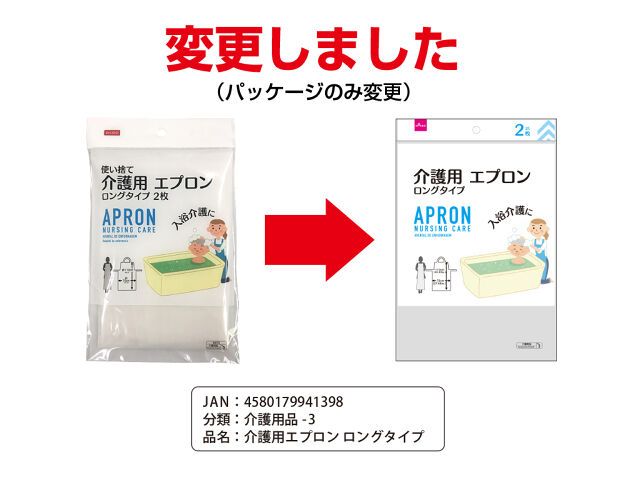 変更しました
（パッケージのみ変更）
使い捨て
介護用 エプロン
ロングタイプ 2枚
APRON
NURSING CARE
入浴介護に
2枚
介護用 エプロン
ロングタイプ
APRON
NURSING CARE
入浴介護に
JAN：4580179941398
分類：介護用品 -3
品名：介護用エプロン ロングタイプ